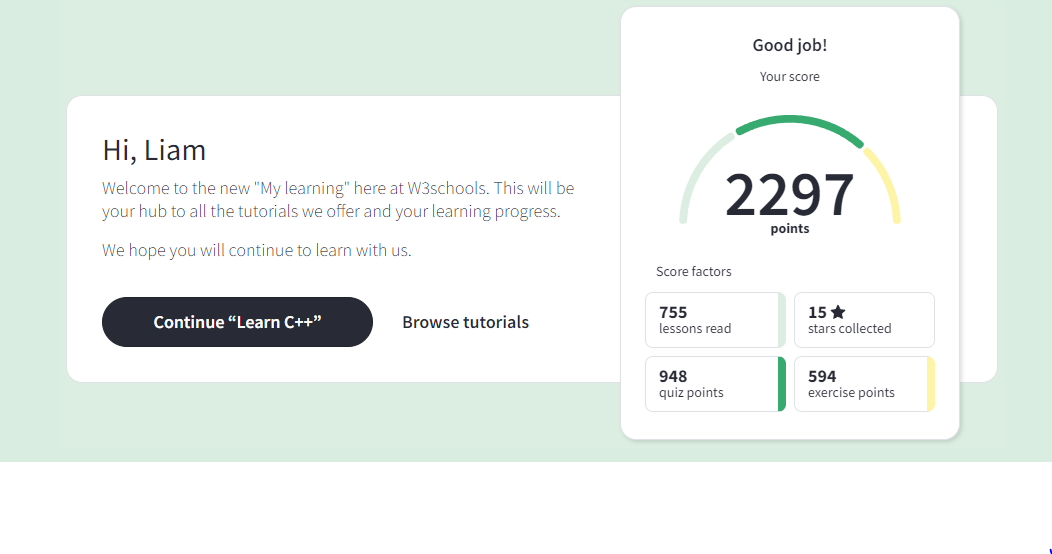 Hi, Liam
Welcome to the new "My learning" here at W3schools. This will be
your hub to all the tutorials we offer and your learning progress.
We hope you will continue to learn with us.
Continue “Learn C++”
Browse tutorials
Good job!
Your score
2297
points
Score factors
755
lessons read
15
stars collected
948
quiz points
594
exercise points